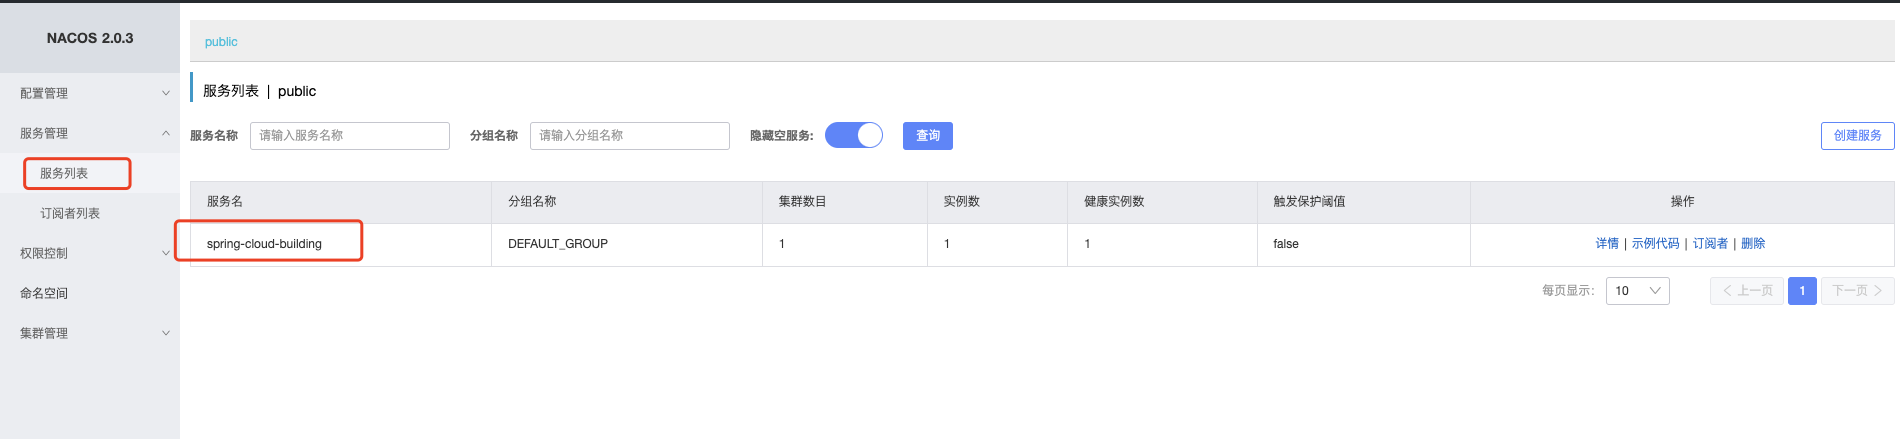 NACOS 2.0.3
配置管理
服务管理
服务列表
订阅者列表
权限控制
命名空间
集群管理
public
服务列表 | public
服务名称 请输入服务名称 分组名称 请输入分组名称 隐藏空服务: 查询 创建服务
服务名 分组名称 集群数目 实例数 健康实例数 触发保护阈值 操作
spring-cloud-building DEFAULT_GROUP 1 1 1 false 详情 | 示例代码 | 订阅者 | 删除
每页显示: 10 上一页 1 下一页